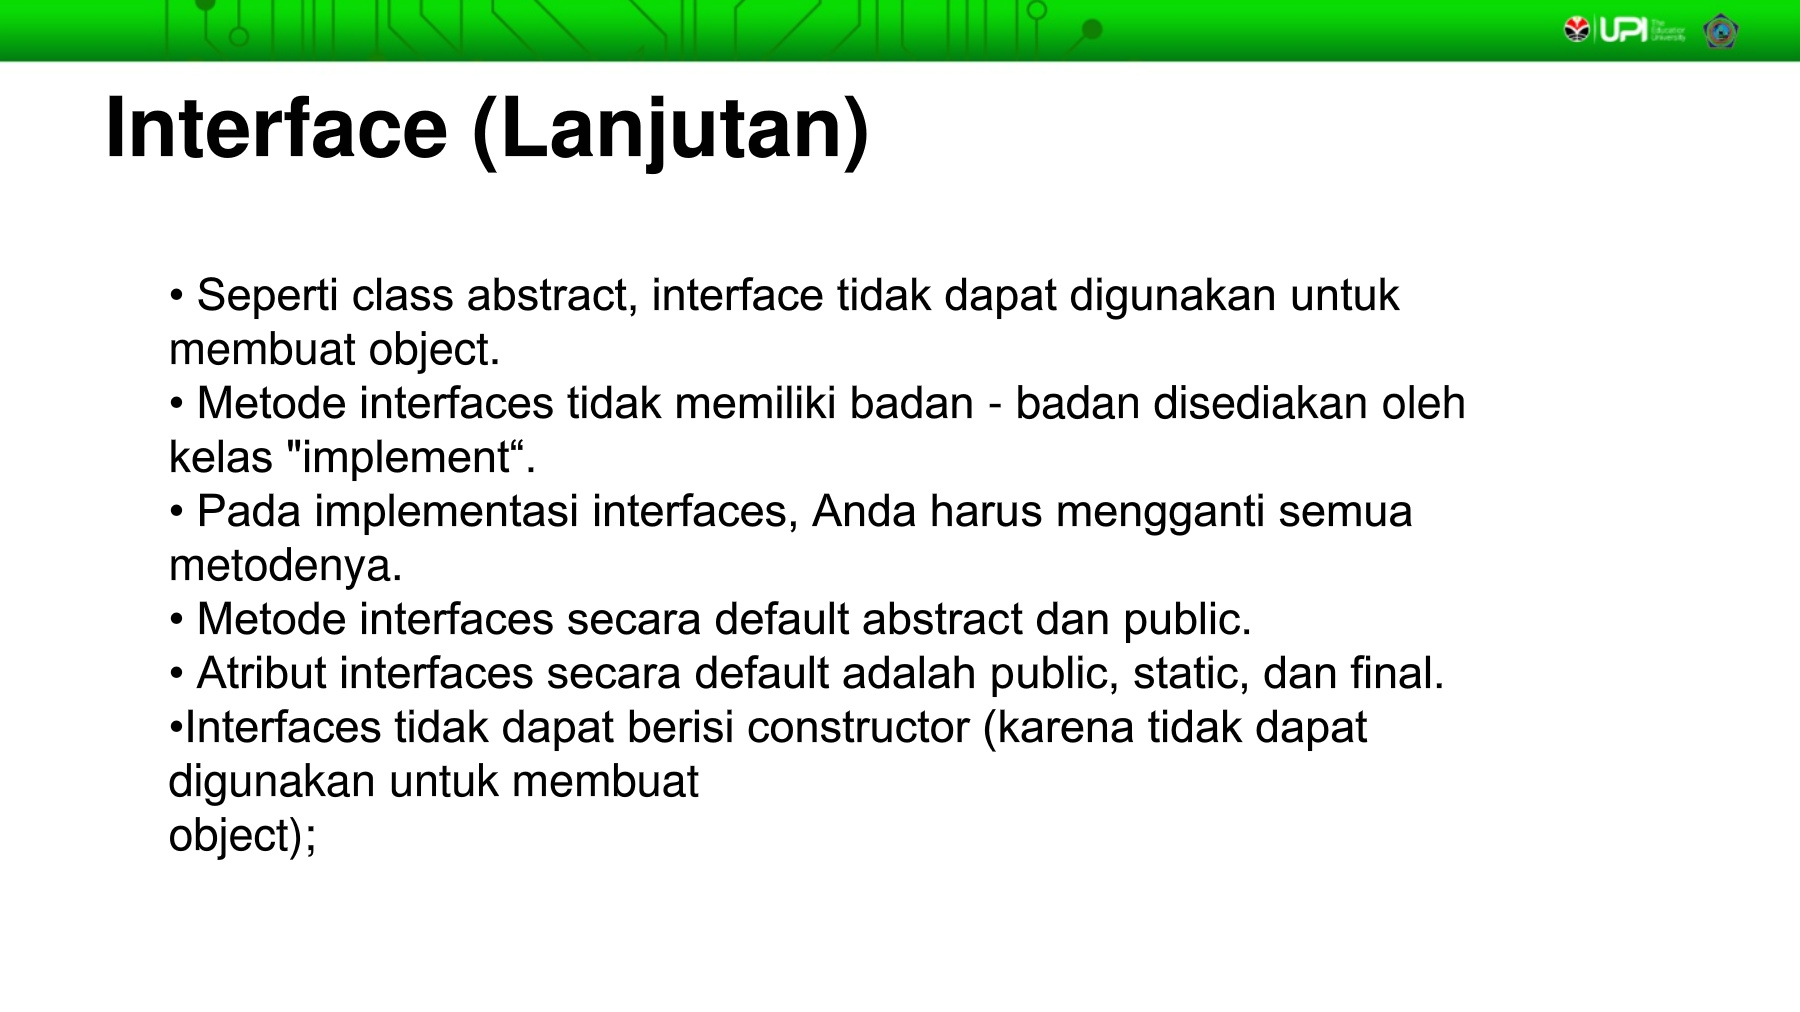 UPI The Education University
Interface (Lanjutan)
• Seperti class abstract, interface tidak dapat digunakan untuk
membuat object.
• Metode interfaces tidak memiliki badan - badan disediakan oleh
kelas "implement“.
• Pada implementasi interfaces, Anda harus mengganti semua
metodenya.
• Metode interfaces secara default abstract dan public.
• Atribut interfaces secara default adalah public, static, dan final.
•Interfaces tidak dapat berisi constructor (karena tidak dapat
digunakan untuk membuat
object);